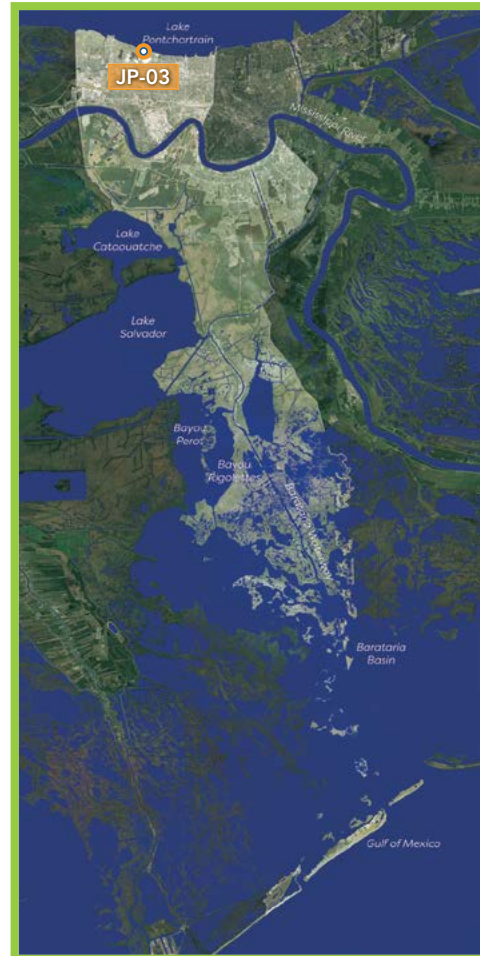 Lake
Pontchartrain
JP-03
Mississippi River
Lake
Cataouatche
Lake
Salvador
Bayou
Perot
Bayou
Rigolettes
Barataria Waterway
Barataria
Basin
Gulf of Mexico